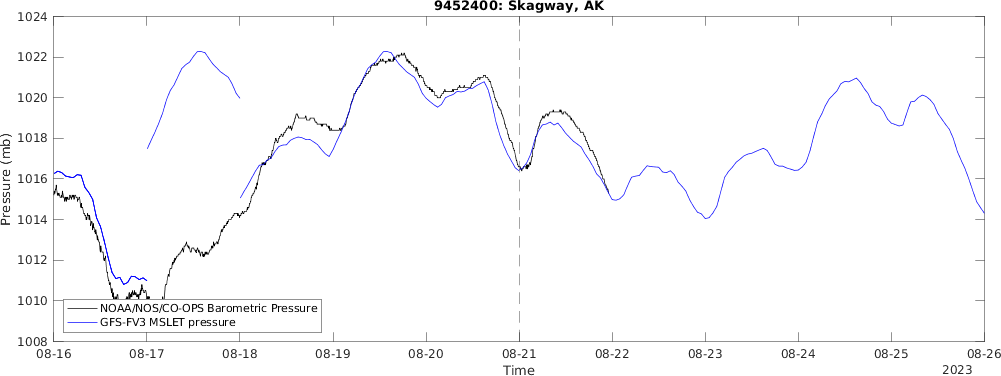 9452400: Skagway, AK
1024
1022
1020
1018
1016
1014
1012
1010
1008
Pressure (mb)
NOAA/NOS/CO-OPS Barometric Pressure
GFS-FV3 MSLET pressure
08-16 08-17 08-18 08-19 08-20 08-21 08-22 08-23 08-24 08-25 08-26
Time
2023